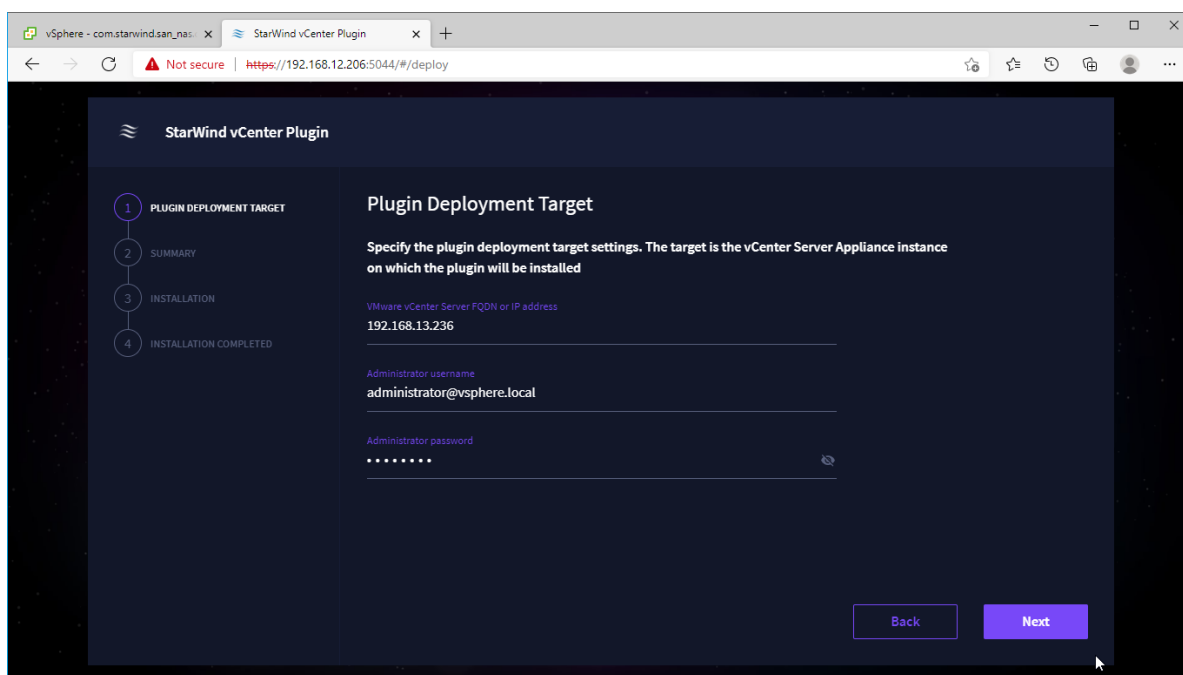 vSphere - com.starwind.san_nas.
StarWind vCenter Plugin
Not secure | https://192.168.12.206:5044/#/deploy
StarWind vCenter Plugin
1 PLUGIN DEPLOYMENT TARGET
2 SUMMARY
3 INSTALLATION
4 INSTALLATION COMPLETED
Plugin Deployment Target
Specify the plugin deployment target settings. The target is the vCenter Server Appliance instance
on which the plugin will be installed
VMware vCenter Server FQDN or IP address
192.168.13.236
Administrator username
administrator@vsphere.local
Administrator password
••••••••
Back
Next